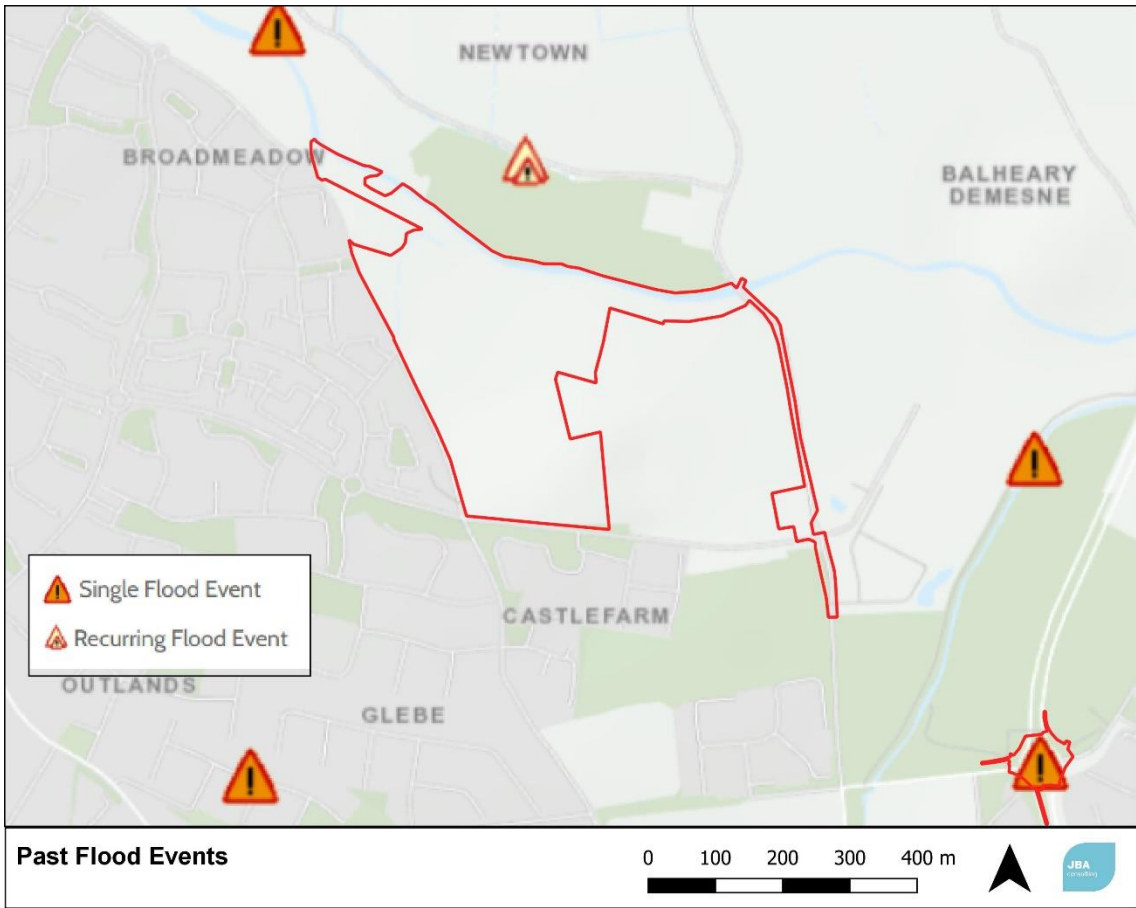 NEWTOWN
BROADMEADOW
BALHEARY
DEMESNE
Single Flood Event
Recurring Flood Event
CASTLEFARM
OUTLANDS
GLEBE
Past Flood Events
0 100 200 300 400 m
JBA
consulting